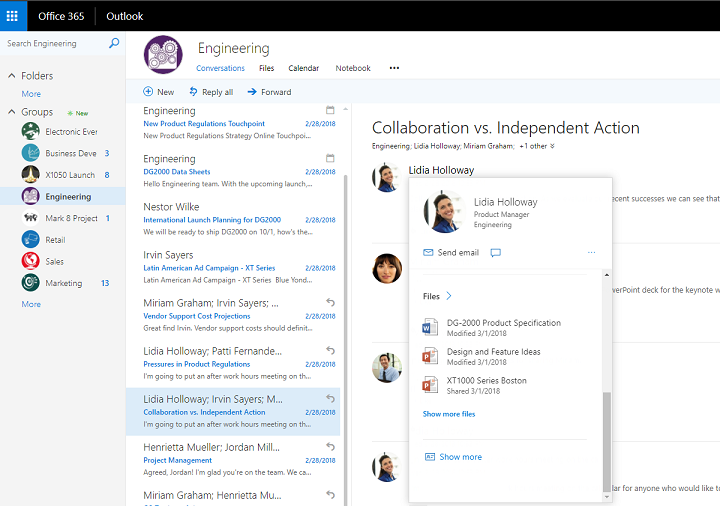 Office 365
Outlook
Search Engineering
Folders
More
Groups
New
Electronic Ever
Business Deve 3
X1050 Launch 8
Engineering
Mark 8 Project 1
Retail
Sales
Marketing 13
More
Engineering
Conversations Files Calendar Notebook •••
New Reply all Forward
Engineering
New Product Regulations Touchpoint 2/28/2018
New Product Regulations Strategy Online Touchpoi...
Engineering
DG2000 Data Sheets 2/28/2018
Hello Engineering team. With the upcoming launch,...
Nestor Wilke
International Launch Planning for DG2000 2/28/2018
We will be ready to ship DG2000 on 10/1, how's the...
Irvin Sayers
Latin American Ad Campaign - XT Series 2/28/2018
Latin American Ad Campaign - XT Series Blue Yond...
Miriam Graham; Irvin Sayers; ...
Vendor Support Cost Projections 2/28/2018
Great find Irvin. Vendor support costs should definit...
Lidia Holloway; Patti Fernande...
Pressures in Product Regulations 2/28/2018
I'm going to put an after work hours meeting on th...
Lidia Holloway; Irvin Sayers; M...
Collaboration vs. Independent Action 2/28/2018
I'm going to put an after work hours meeting on th...
Henrietta Mueller; Jordan Mill...
Project Management 2/28/2018
Agreed, Jordan! I'm glad you're on the team. We ca...
Miriam Graham; Henrietta Mu...
Collaboration vs. Independent Action
Engineering; Lidia Holloway; Miriam Graham; +1 other
Lidia Holloway
Lidia Holloway
Product Manager
Engineering
Send email
...
Files
DG-2000 Product Specification
Modified 3/1/2018
Design and Feature Ideas
Modified 3/1/2018
XT1000 Series Boston
Shared 3/1/2018
Show more files
Show more
ecent successes we can see that
werPoint deck for the keynote w
lar for anyone who would like to